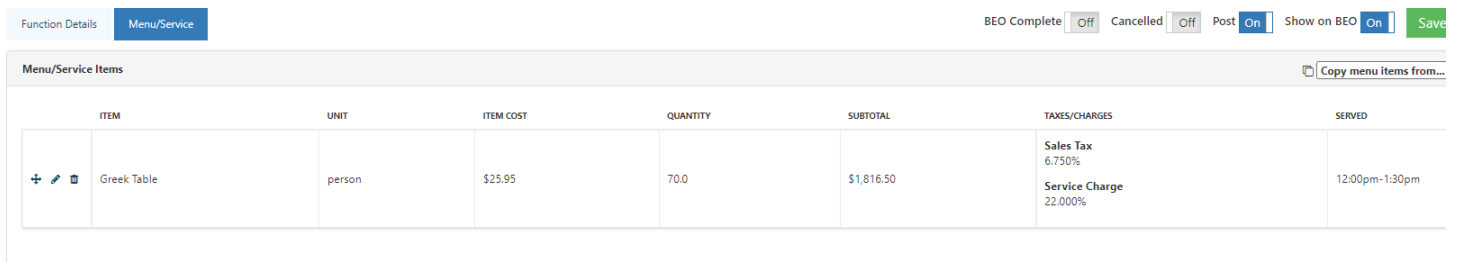 Function Details Menu/Service BEO Complete Off Cancelled Off Post On Show on BEO On Save
Menu/Service Items Copy menu items from...
ITEM UNIT ITEM COST QUANTITY SUBTOTAL TAXES/CHARGES SERVED
Sales Tax
6.750%
Greek Table person $25.95 70.0 $1,816.50 12:00pm-1:30pm
Service Charge
22.000%